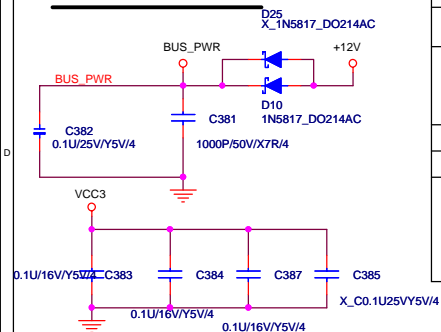 D25
X_1N5817_DO214AC
BUS_PWR
+12V
BUS_PWR
D10
1N5817_DO214AC
C382
0.1U/25V/Y5V/4
C381
1000P/50V/X7R/4
D
VCC3
0.1U/16V/Y5V/4
C383
C384
C387
C385
X_C0.1U25VY5V/4
0.1U/16V/Y5V/4
0.1U/16V/Y5V/4